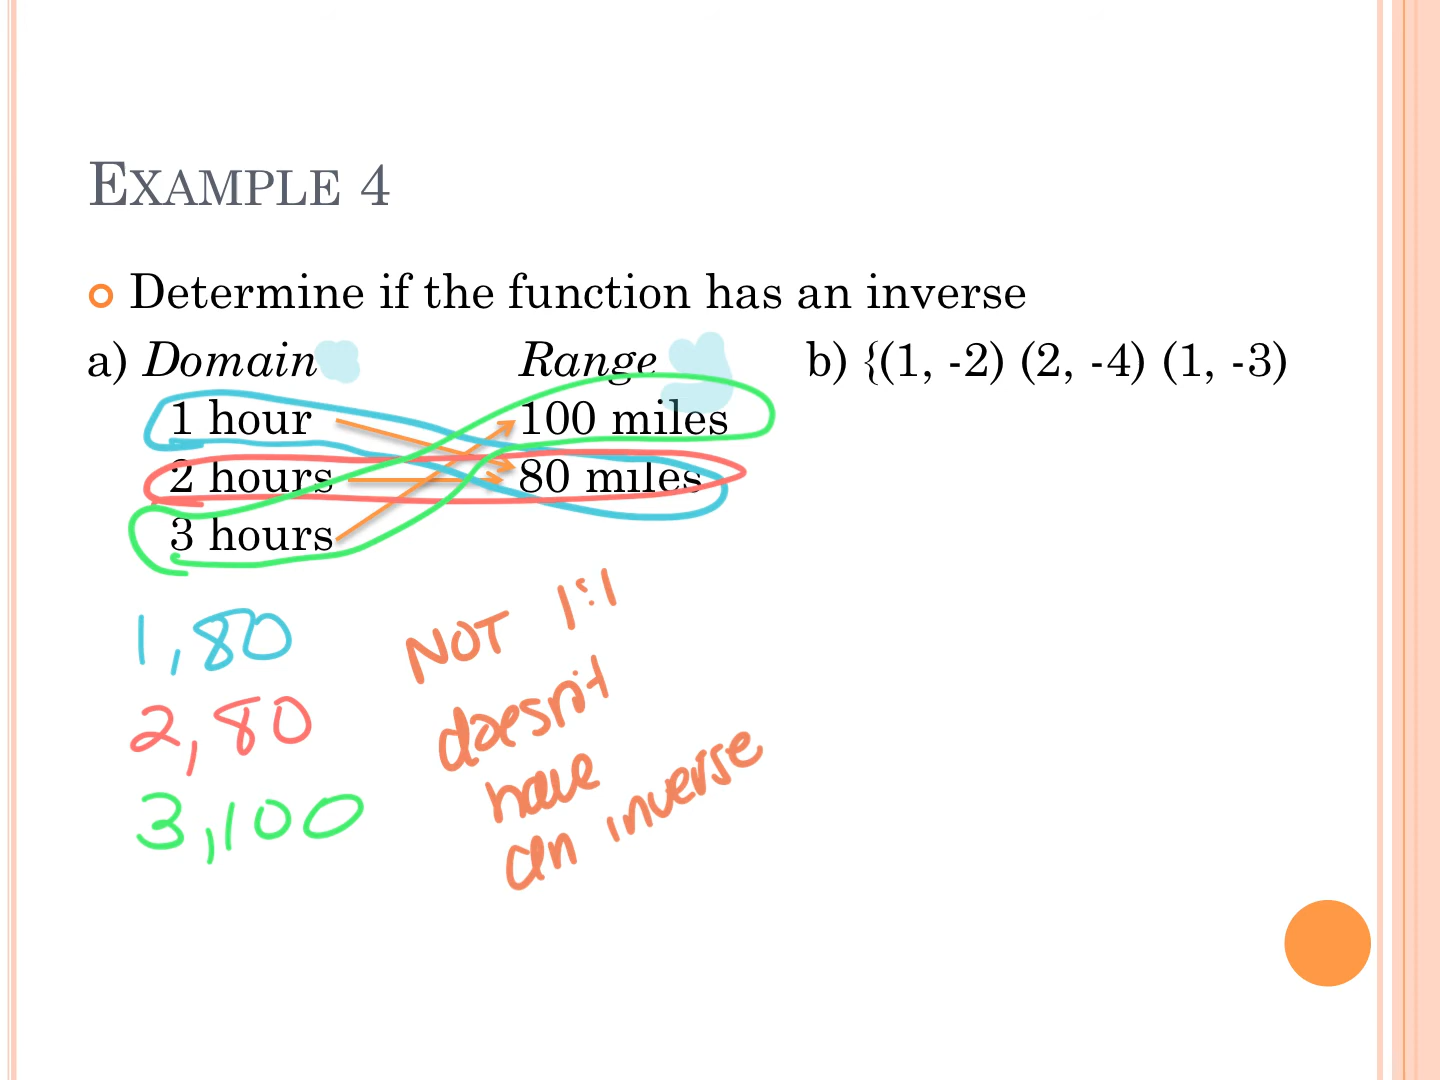 EXAMPLE 4
Determine if the function has an inverse
a) Domain Range b) {(1, -2) (2, -4) (1, -3)
1 hour 100 miles
2 hours 80 miles
3 hours
1,80
2,80
3,100
NOT 1:1
doesn't
have
an inverse